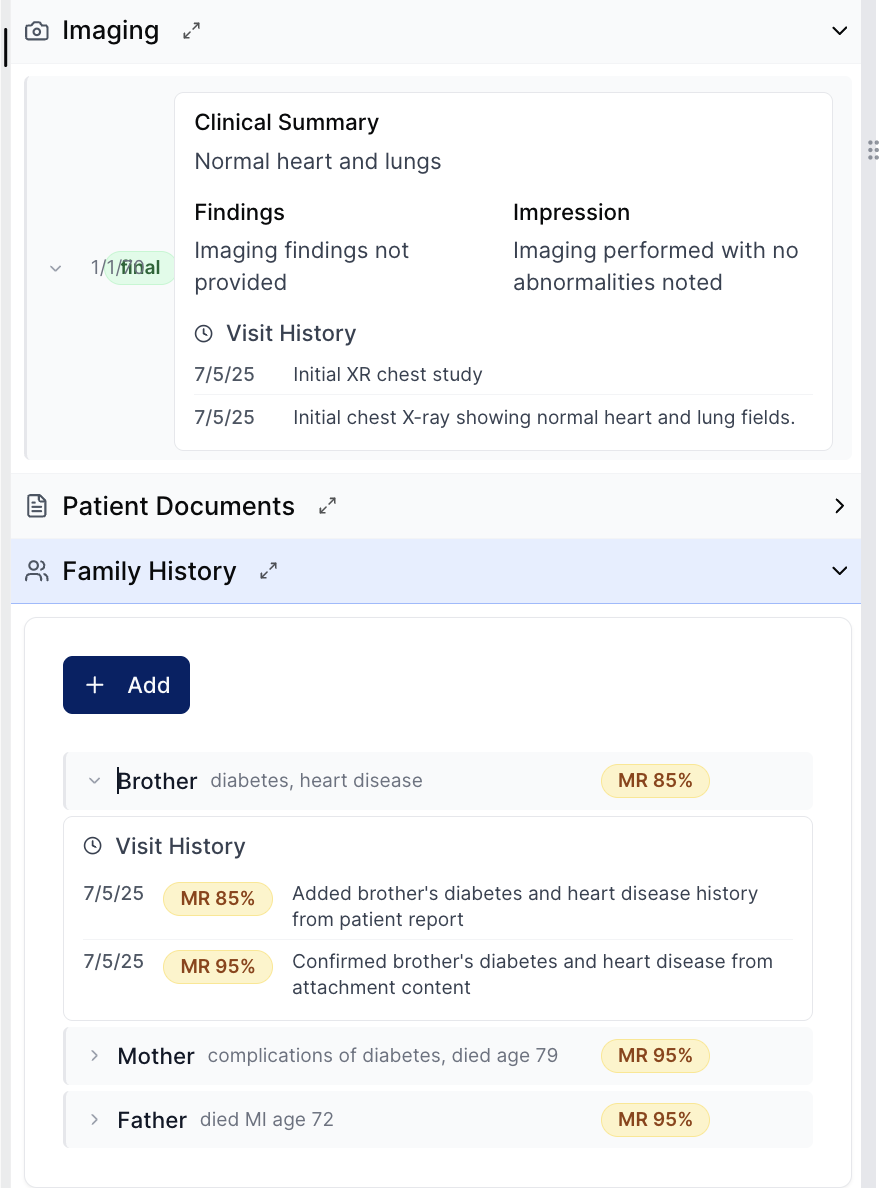 Imaging
Clinical Summary
Normal heart and lungs
Findings
Imaging findings not
provided
Impression
Imaging performed with no
abnormalities noted
1/1/70
final
Visit History
7/5/25 Initial XR chest study
7/5/25 Initial chest X-ray showing normal heart and lung fields.
Patient Documents
Family History
+ Add
Brother diabetes, heart disease MR 85%
Visit History
7/5/25 MR 85% Added brother's diabetes and heart disease history
from patient report
7/5/25 MR 95% Confirmed brother's diabetes and heart disease from
attachment content
Mother complications of diabetes, died age 79 MR 95%
Father died MI age 72 MR 95%